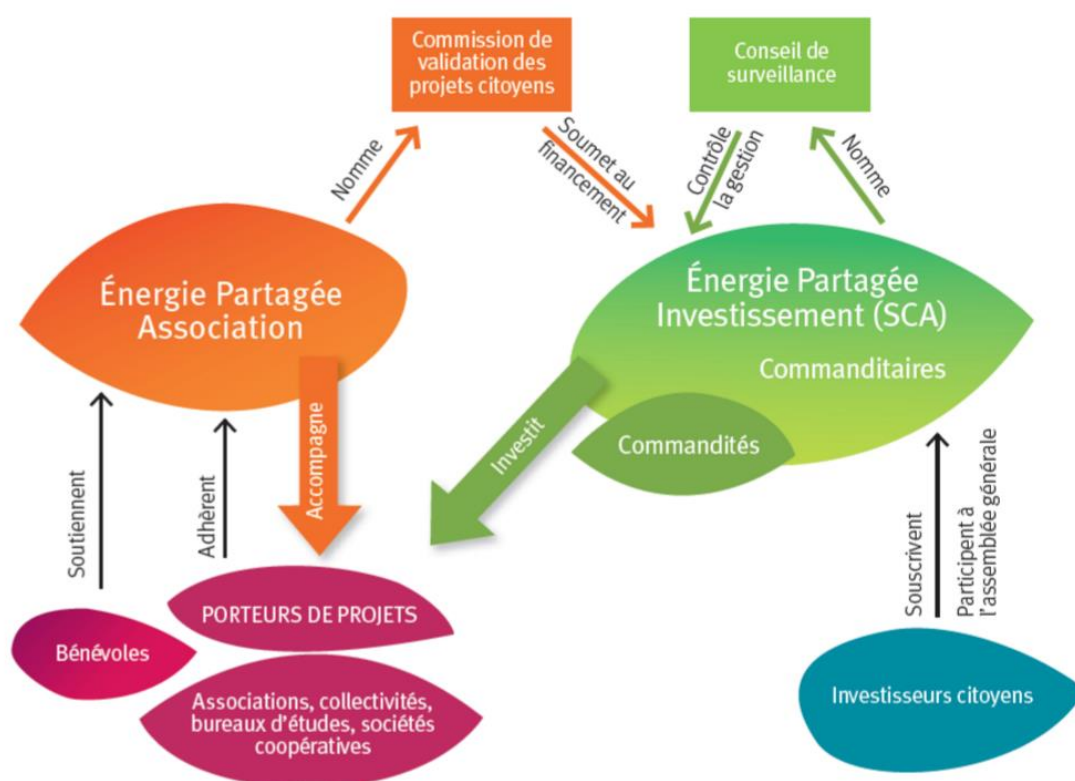 Commission de
validation des
projets citoyens
Conseil de
surveillance
Nomme
Soumet au
financement
Contrôle
la gestion
Nomme
Énergie Partagée
Association
Énergie Partagée
Investissement (SCA)
Commanditaires
Commandités
Accompagne
Investit
Soutiennent
Adhèrent
Souscrivent
Participent à
l'assemblée générale
PORTEURS DE PROJETS
Bénévoles
Associations, collectivités,
bureaux d'études, sociétés
coopératives
Investisseurs citoyens